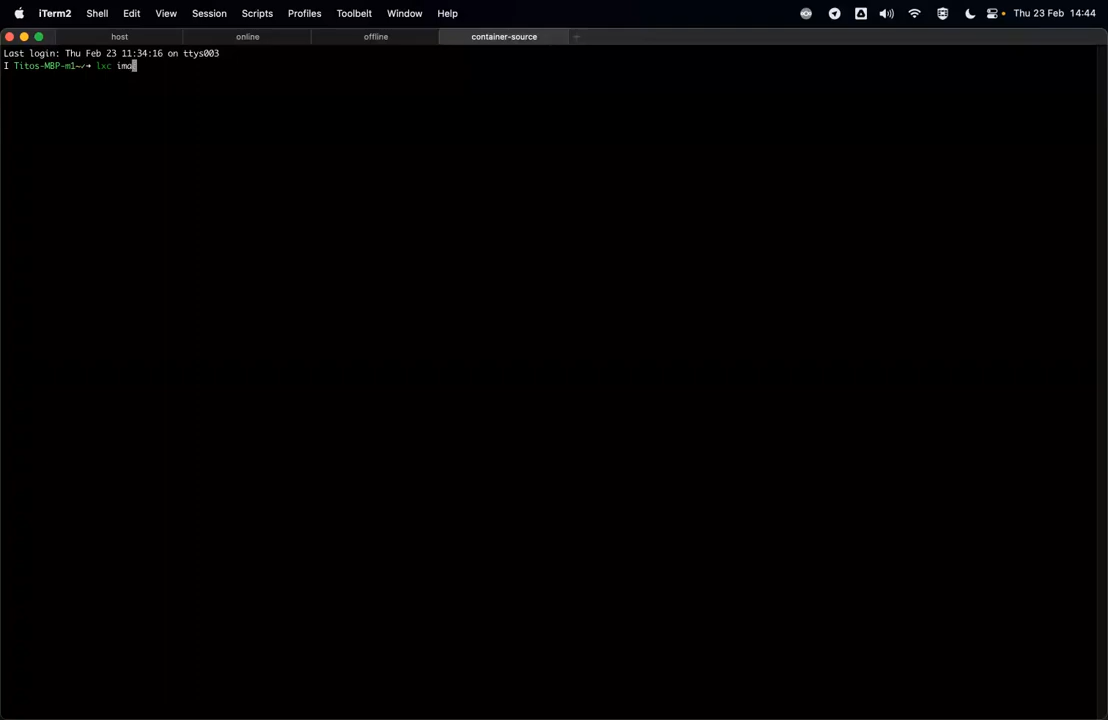 iTerm2 Shell Edit View Session Scripts Profiles Toolbelt Window Help Thu 23 Feb 14:44
host online offline container-source +
Last login: Thu Feb 23 11:34:16 on ttys003
I Titos-MBP-m1~✓➜ lxc ima